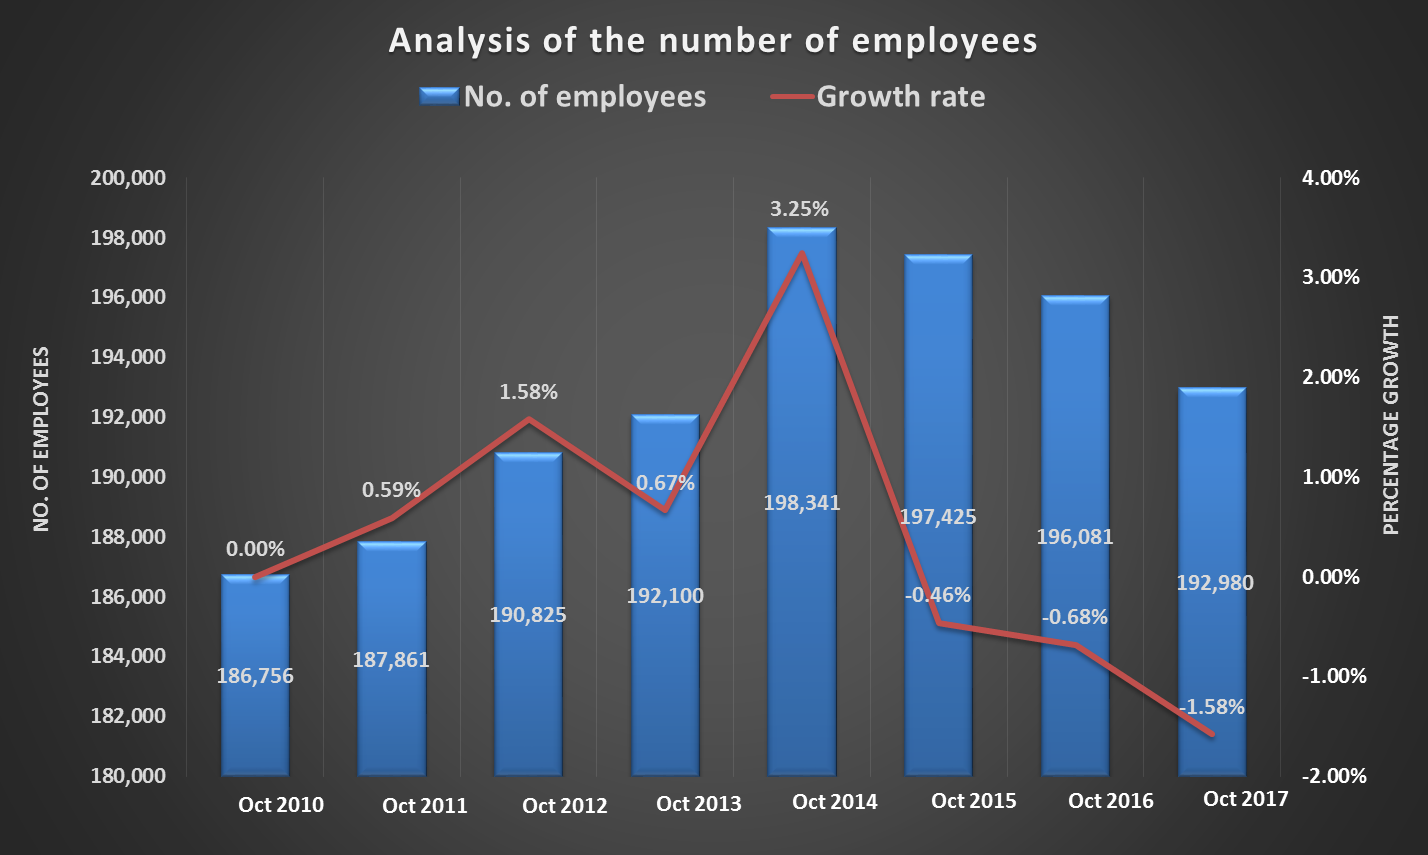 Analysis of the number of employees
No. of employees
Growth rate
200,000
198,000
196,000
194,000
192,000
190,000
188,000
186,000
184,000
182,000
180,000
NO. OF EMPLOYEES
4.00%
3.00%
2.00%
1.00%
0.00%
-1.00%
-2.00%
PERCENTAGE GROWTH
0.00%
0.59%
1.58%
0.67%
3.25%
-0.46%
-0.68%
-1.58%
186,756
187,861
190,825
192,100
198,341
197,425
196,081
192,980
Oct 2010
Oct 2011
Oct 2012
Oct 2013
Oct 2014
Oct 2015
Oct 2016
Oct 2017